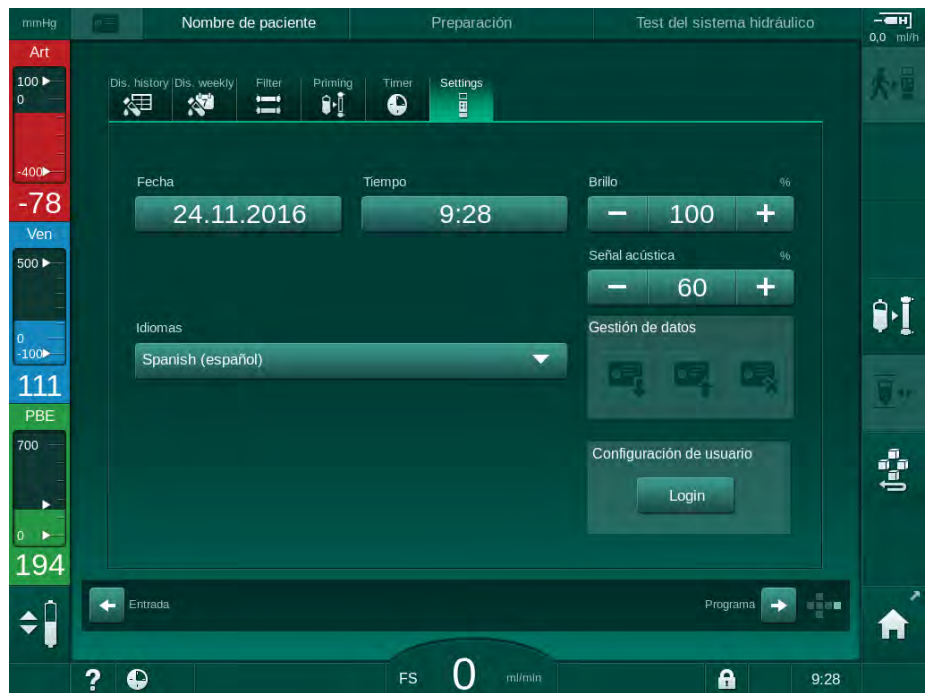 mmHg Nombre de paciente Preparación Test del sistema hidráulico
0,0 ml/h
Art
100
0
-400
-78
Ven
500
0
-100
111
PBE
700
0
194
Dis. history Dis. weekly Filter Priming Timer Settings
7
Fecha Tiempo Brillo %
24.11.2016 9:28 − 100 +
Señal acústica %
− 60 +
Idiomas Gestión de datos
Spanish (español)
Configuración de usuario
Login
Entrada Programa
? FS 0 ml/min 9:28